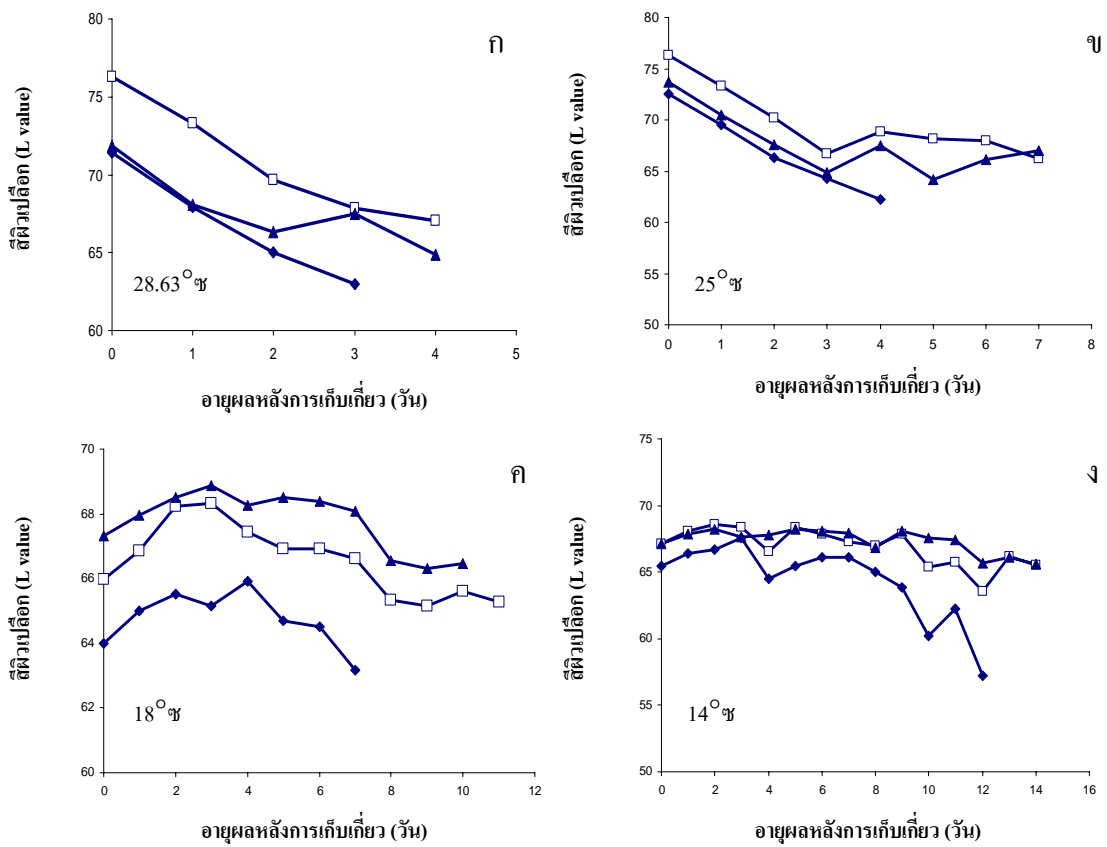 ก
สีผิวเปลือก (L value)
80
75
70
65
60
28.63°ซ
0 1 2 3 4 5
อายุผลหลังการเก็บเกี่ยว (วัน)
ข
สีผิวเปลือก (L value)
80
75
70
65
60
55
50
25°ซ
0 1 2 3 4 5 6 7 8
อายุผลหลังการเก็บเกี่ยว (วัน)
ค
สีผิวเปลือก (L value)
70
68
66
64
62
60
18°ซ
0 2 4 6 8 10 12
อายุผลหลังการเก็บเกี่ยว (วัน)
ง
สีผิวเปลือก (L value)
75
70
65
60
55
50
14°ซ
0 2 4 6 8 10 12 14 16
อายุผลหลังการเก็บเกี่ยว (วัน)